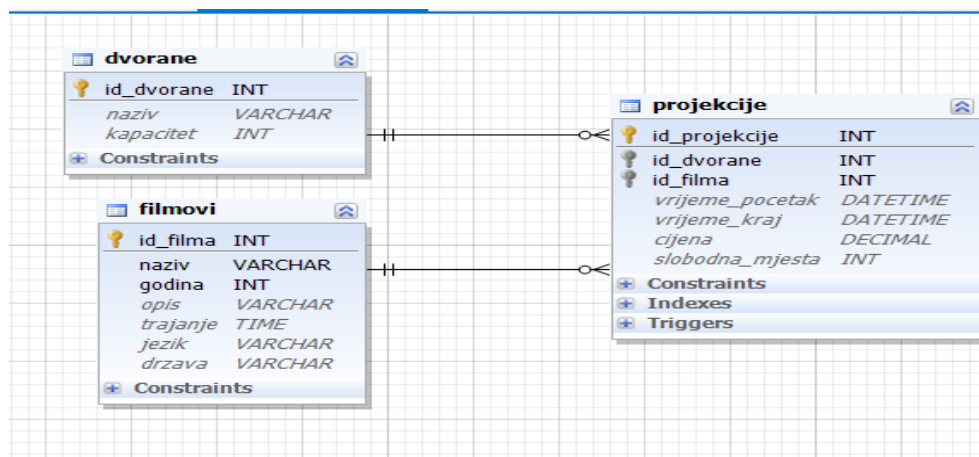 dvorane
id_dvorane INT
naziv VARCHAR
kapacitet INT
Constraints
filmovi
id_filma INT
naziv VARCHAR
godina INT
opis VARCHAR
trajanje TIME
jezik VARCHAR
drzava VARCHAR
Constraints
projekcije
id_projekcije INT
id_dvorane INT
id_filma INT
vrijeme_pocetak DATETIME
vrijeme_kraj DATETIME
cijena DECIMAL
slobodna_mjesta INT
Constraints
Indexes
Triggers